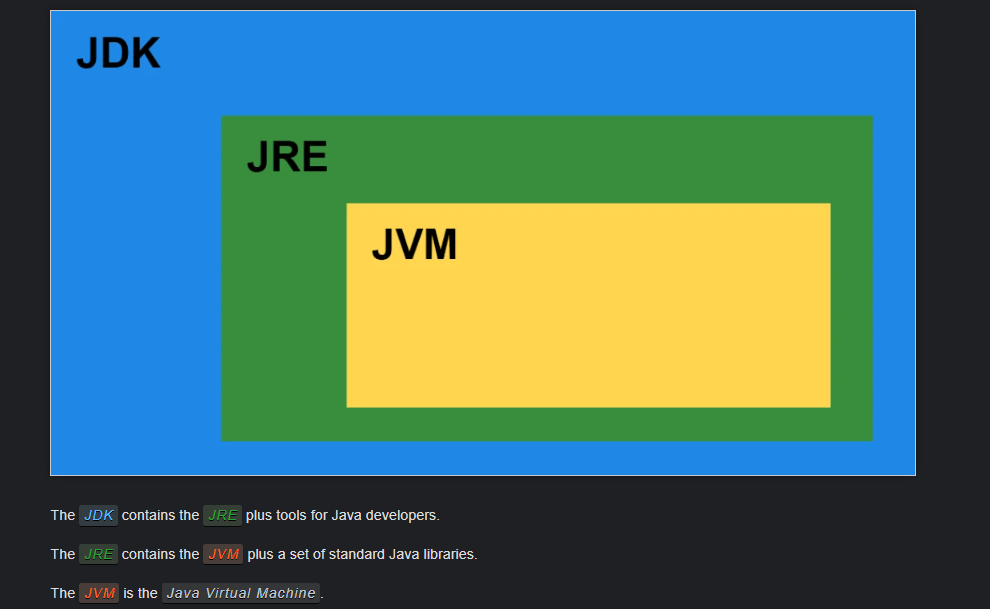 JDK
JRE
JVM
The JDK contains the JRE plus tools for Java developers.
The JRE contains the JVM plus a set of standard Java libraries.
The JVM is the Java Virtual Machine.